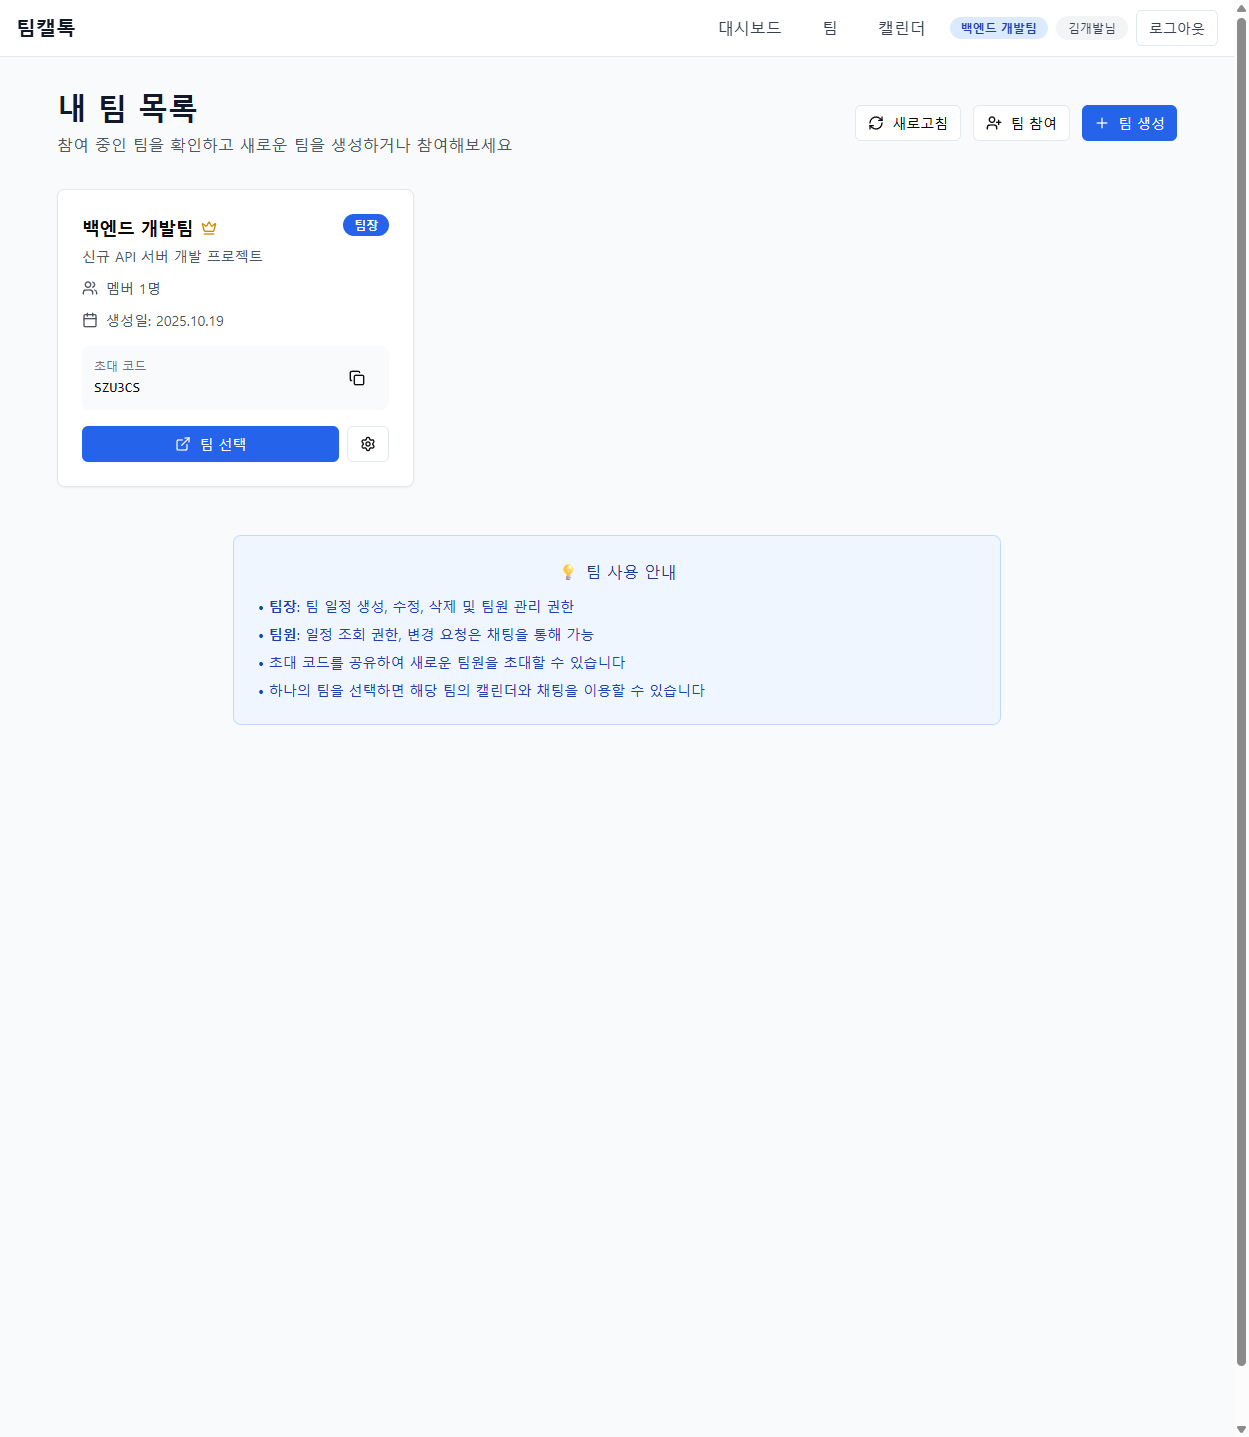 팀캘톡
대시보드 팀 캘린더 백엔드 개발팀 김개발님 로그아웃
내 팀 목록
참여 중인 팀을 확인하고 새로운 팀을 생성하거나 참여해보세요
새로고침 팀 참여 팀 생성
백엔드 개발팀 팀장
신규 API 서버 개발 프로젝트
멤버 1명
생성일: 2025.10.19
초대 코드
SZU3CS
팀 선택
💡 팀 사용 안내
• 팀장: 팀 일정 생성, 수정, 삭제 및 팀원 관리 권한
• 팀원: 일정 조회 권한, 변경 요청은 채팅을 통해 가능
• 초대 코드를 공유하여 새로운 팀원을 초대할 수 있습니다
• 하나의 팀을 선택하면 해당 팀의 캘린더와 채팅을 이용할 수 있습니다